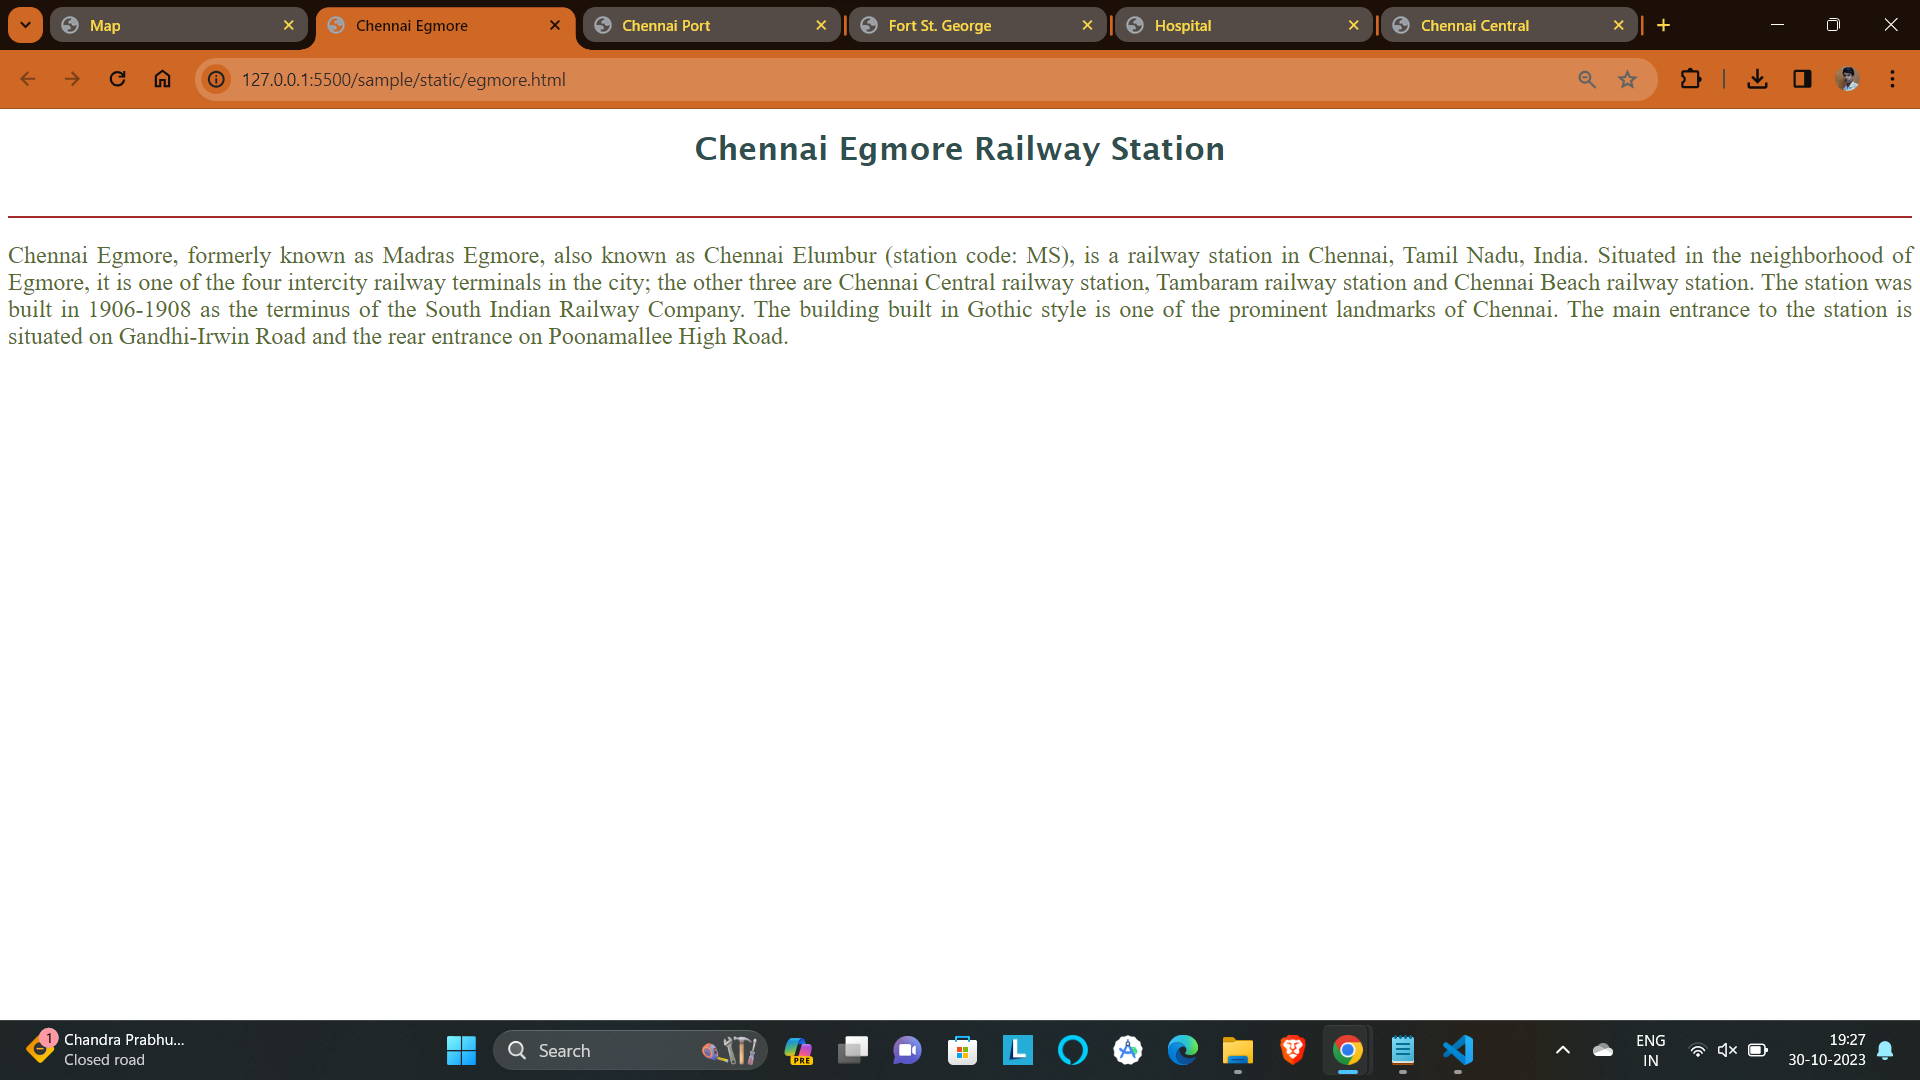 Map
Chennai Egmore
Chennai Port
Fort St. George
Hospital
Chennai Central
127.0.0.1:5500/sample/static/egmore.html
Chennai Egmore Railway Station
Chennai Egmore, formerly known as Madras Egmore, also known as Chennai Elumbur (station code: MS), is a railway station in Chennai, Tamil Nadu, India. Situated in the neighborhood of
Egmore, it is one of the four intercity railway terminals in the city; the other three are Chennai Central railway station, Tambaram railway station and Chennai Beach railway station. The station was
built in 1906-1908 as the terminus of the South Indian Railway Company. The building built in Gothic style is one of the prominent landmarks of Chennai. The main entrance to the station is
situated on Gandhi-Irwin Road and the rear entrance on Poonamallee High Road.
1
Chandra Prabhu...
Closed road
Search
PRE
L
ENG
IN
19:27
30-10-2023